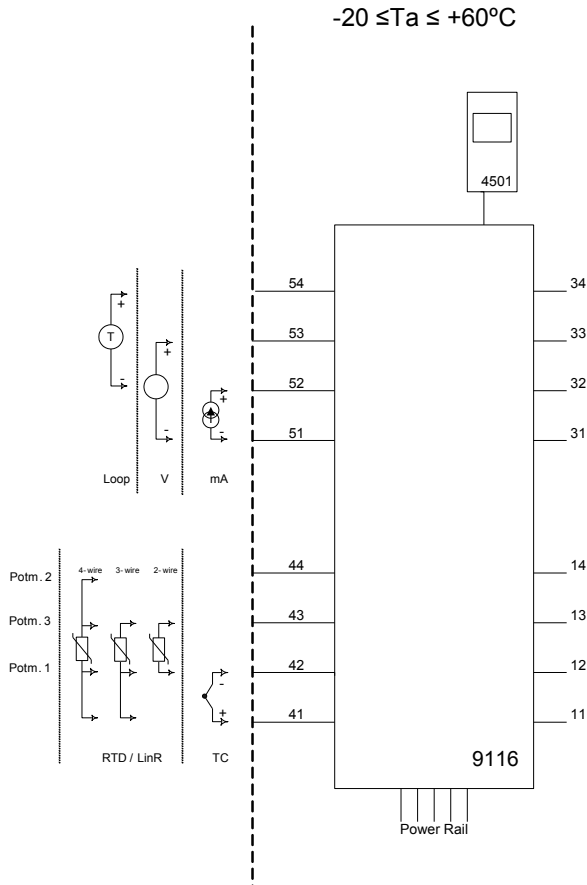 -20 ≤Ta ≤ +60ºC
4501
54
34
+
T
53
33
+
-
52
32
+
51
31
-
-
Loop
V
mA
44
14
4- wire
3- wire
2- wire
Potm. 2
43
13
Potm. 3
42
12
Potm. 1
-
41
11
+
RTD / LinR
TC
9116
Power Rail